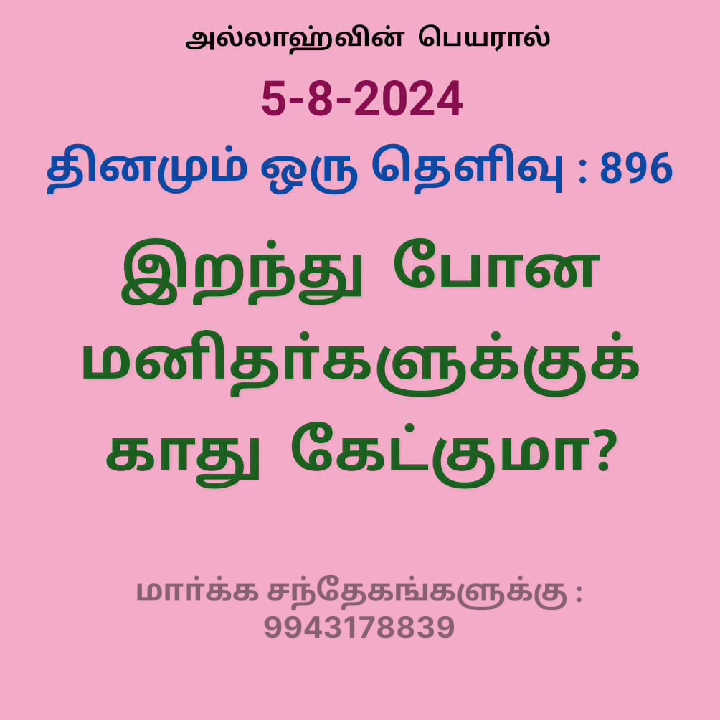 அல்லாஹ்வின் பெயரால்
5-8-2024
தினமும் ஒரு தெளிவு : 896
இறந்து போன
மனிதர்களுக்குக்
காது கேட்குமா?
மார்க்க சந்தேகங்களுக்கு :
9943178839